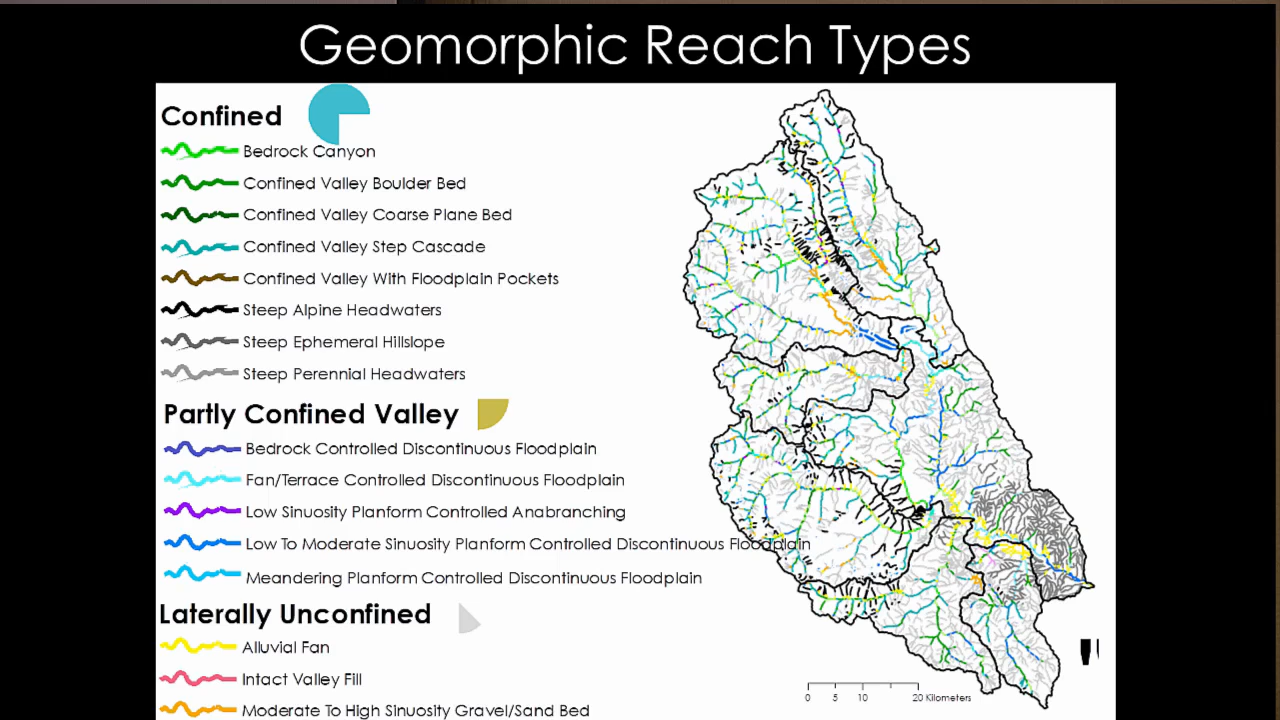 Geomorphic Reach Types
Confined
Bedrock Canyon
Confined Valley Boulder Bed
Confined Valley Coarse Plane Bed
Confined Valley Step Cascade
Confined Valley With Floodplain Pockets
Steep Alpine Headwaters
Steep Ephemeral Hillslope
Steep Perennial Headwaters
Partly Confined Valley
Bedrock Controlled Discontinuous Floodplain
Fan/Terrace Controlled Discontinuous Floodplain
Low Sinuosity Planform Controlled Anabranching
Low To Moderate Sinuosity Planform Controlled Discontinuous Floodplain
Meandering Planform Controlled Discontinuous Floodplain
Laterally Unconfined
Alluvial Fan
Intact Valley Fill
Moderate To High Sinuosity Gravel/Sand Bed
0 5 10 20 Kilometers